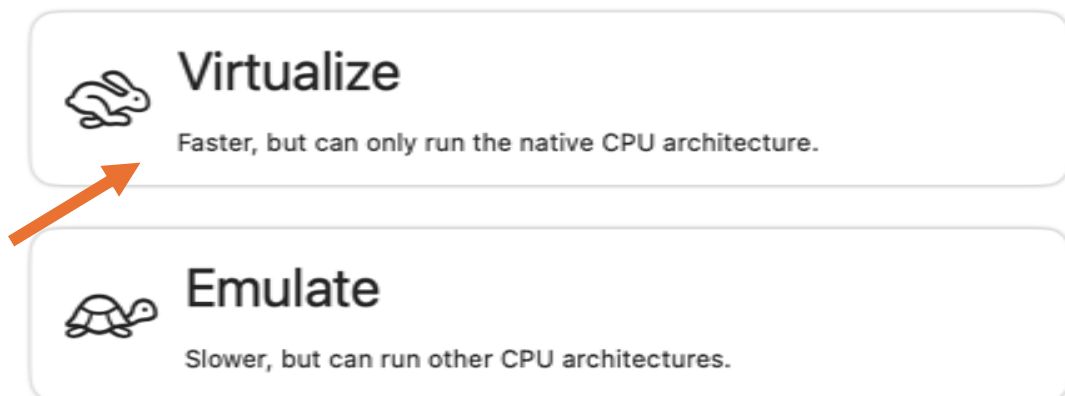 Virtualize
Faster, but can only run the native CPU architecture.
Emulate
Slower, but can run other CPU architectures.